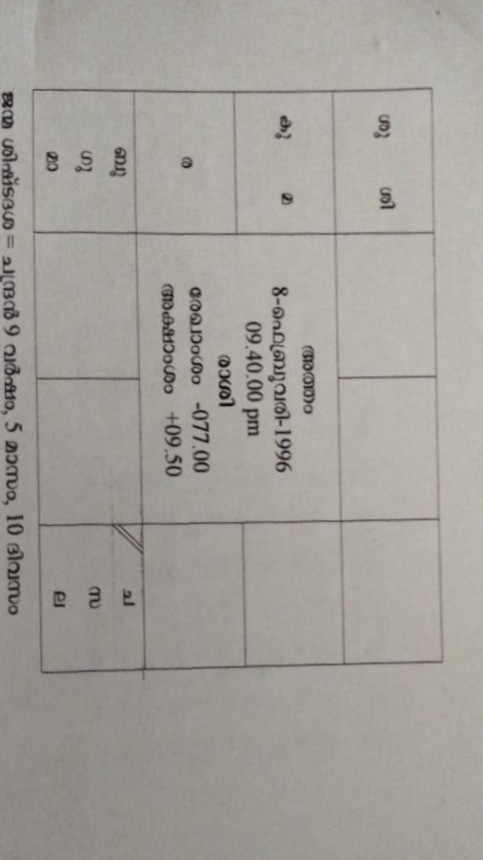 ശു ശി
അത്തം
കു മ
8-ഫെബ്രുവരി-1996
09.40.00 pm
രാശി
ര
രേഖാംശം -077.00
അക്ഷാംശം +09.50
ബു ച
ഗു സ
മാ ല
ജന്മ ശിഷ്ടദശ = ചന്ദ്രൻ 9 വർഷം, 5 മാസം, 10 ദിവസം